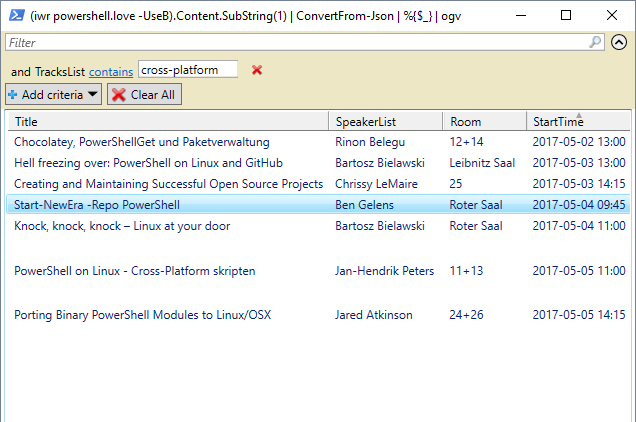 (iwr powershell.love -UseB).Content.SubString(1) | ConvertFrom-Json | %{$_} | ogv
Filter
and TracksList contains cross-platform
Add criteria Clear All
Title SpeakerList Room StartTime
Chocolatey, PowerShellGet und Paketverwaltung Rinon Belegu 12+14 2017-05-02 13:00
Hell freezing over: PowerShell on Linux and GitHub Bartosz Bielawski Leibnitz Saal 2017-05-03 13:00
Creating and Maintaining Successful Open Source Projects Chrissy LeMaire 25 2017-05-03 14:15
Start-NewEra -Repo PowerShell Ben Gelens Roter Saal 2017-05-04 09:45
Knock, knock, knock – Linux at your door Bartosz Bielawski Roter Saal 2017-05-04 11:00
PowerShell on Linux - Cross-Platform skripten Jan-Hendrik Peters 11+13 2017-05-05 11:00
Porting Binary PowerShell Modules to Linux/OSX Jared Atkinson 24+26 2017-05-05 14:15